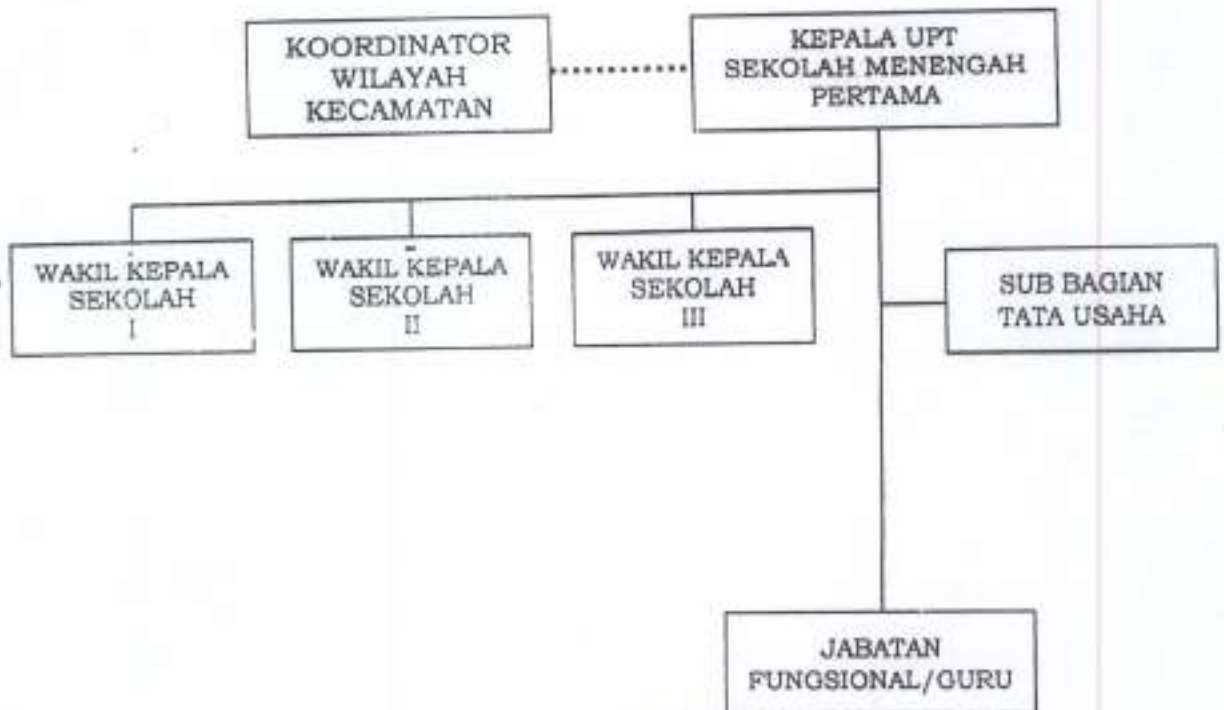 KOORDINATOR
WILAYAH
KECAMATAN
KEPALA UPT
SEKOLAH MENENGAH
PERTAMA
WAKIL KEPALA
SEKOLAH
I
WAKIL KEPALA
SEKOLAH
II
WAKIL KEPALA
SEKOLAH
III
SUB BAGIAN
TATA USAHA
JABATAN
FUNGSIONAL/GURU